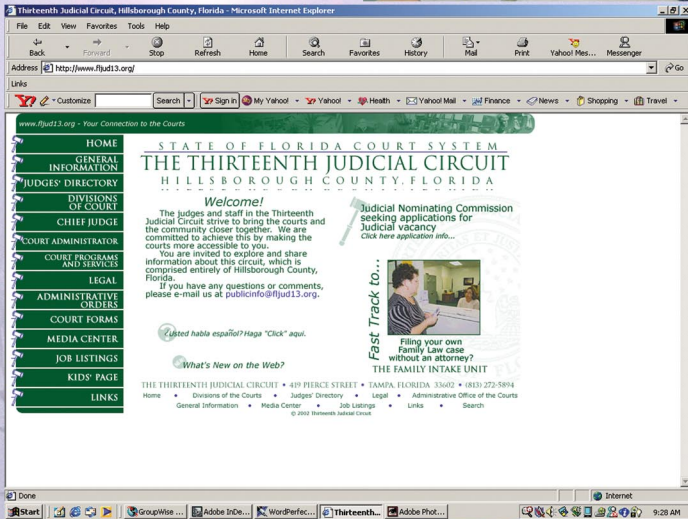 Thirteenth Judicial Circuit, Hillsborough County, Florida - Microsoft Internet Explorer
File Edit View Favorites Tools Help
Back Forward Stop Refresh Home Search Favorites History Mail Print Yahoo! Mes... Messenger
Address http://www.fljud13.org/ Go
Links
Y! Customize Search Sign in My Yahoo! Yahoo! Health Yahoo! Mail Finance News Shopping Travel
www.fljud13.org - Your Connection to the Courts
HOME
GENERAL
INFORMATION
JUDGES' DIRECTORY
DIVISIONS
OF COURT
CHIEF JUDGE
COURT ADMINISTRATOR
COURT PROGRAMS
AND SERVICES
LEGAL
ADMINISTRATIVE
ORDERS
COURT FORMS
MEDIA CENTER
JOB LISTINGS
KIDS' PAGE
LINKS
STATE OF FLORIDA COURT SYSTEM
THE THIRTEENTH JUDICIAL CIRCUIT
HILLSBOROUGH COUNTY, FLORIDA
Welcome!
The judges and staff in the Thirteenth
Judicial Circuit strive to bring the courts and
the community closer together. We are
committed to achieve this by making the
courts more accessible to you.
You are invited to explore and share
information about this circuit, which is
comprised entirely of Hillsborough County,
Florida.
If you have any questions or comments,
please e-mail us at publicinfo@fljud13.org.
¿Usted habla español? Haga "Click" aqui.
What's New on the Web?
Judicial Nominating Commission
seeking applications for
Judicial vacancy
Click here application info...
Fast Track to...
Filing your own
Family Law case
without an attorney?
THE FAMILY INTAKE UNIT
THE THIRTEENTH JUDICIAL CIRCUIT • 419 PIERCE STREET • TAMPA, FLORIDA 33602 • (813) 272-5894
Home • Divisions of the Courts • Judges' Directory • Legal • Administrative Office of the Courts
General Information • Media Center • Job Listings • Links • Search
© 2002 Thirteenth Judicial Circuit
Done Internet
Start GroupWise ... Adobe InDe... WordPerfec... Thirteenth... Adobe Phot... 9:28 AM